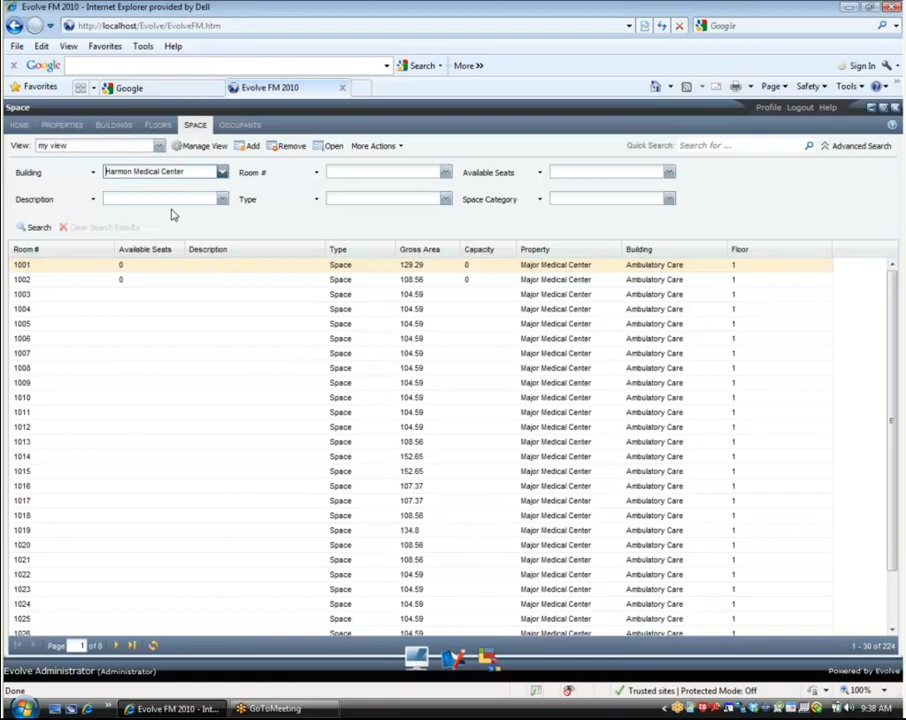 Evolve FM 2010 - Internet Explorer provided by Dell
http://localhost/Evolve/EvolveFM.htm
Google
File Edit View Favorites Tools Help
Google Search More >> Sign In
Favorites Google Evolve FM 2010 Page Safety Tools
Space Profile Logout Help
HOME PROPERTIES BUILDINGS FLOORS SPACE OCCUPANTS
View: my view Manage View Add Remove Open More Actions Quick Search: Search for ... Advanced Search
Building Harmon Medical Center Room # Available Seats
Description Type Space Category
Search Clear Search Results
Room # Available Seats Description Type Gross Area Capacity Property Building Floor
1001 0 Space 129.29 0 Major Medical Center Ambulatory Care 1
1002 0 Space 108.56 0 Major Medical Center Ambulatory Care 1
1003 Space 104.59 Major Medical Center Ambulatory Care 1
1004 Space 104.59 Major Medical Center Ambulatory Care 1
1005 Space 104.59 Major Medical Center Ambulatory Care 1
1006 Space 104.59 Major Medical Center Ambulatory Care 1
1007 Space 104.59 Major Medical Center Ambulatory Care 1
1008 Space 104.59 Major Medical Center Ambulatory Care 1
1009 Space 104.59 Major Medical Center Ambulatory Care 1
1010 Space 104.59 Major Medical Center Ambulatory Care 1
1011 Space 104.59 Major Medical Center Ambulatory Care 1
1012 Space 104.59 Major Medical Center Ambulatory Care 1
1013 Space 108.56 Major Medical Center Ambulatory Care 1
1014 Space 152.65 Major Medical Center Ambulatory Care 1
1015 Space 152.65 Major Medical Center Ambulatory Care 1
1016 Space 107.37 Major Medical Center Ambulatory Care 1
1017 Space 107.37 Major Medical Center Ambulatory Care 1
1018 Space 108.56 Major Medical Center Ambulatory Care 1
1019 Space 134.8 Major Medical Center Ambulatory Care 1
1020 Space 108.56 Major Medical Center Ambulatory Care 1
1021 Space 108.56 Major Medical Center Ambulatory Care 1
1022 Space 104.59 Major Medical Center Ambulatory Care 1
1023 Space 104.59 Major Medical Center Ambulatory Care 1
1024 Space 104.59 Major Medical Center Ambulatory Care 1
1025 Space 104.59 Major Medical Center Ambulatory Care 1
1026 Space 104.59 Major Medical Center Ambulatory Care 1
Page 1 of 8 1 - 30 of 224
Evolve Administrator (Administrator) Powered by Evolve
Done Trusted sites | Protected Mode: Off 100%
Evolve FM 2010 - Int... GoToMeeting 9:38 AM